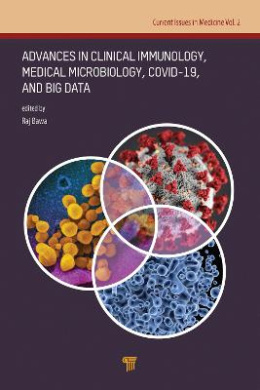 Current Issues in Medicine Vol. 2
ADVANCES IN CLINICAL IMMUNOLOGY,
MEDICAL MICROBIOLOGY, COVID-19,
AND BIG DATA
edited by
Raj Bawa